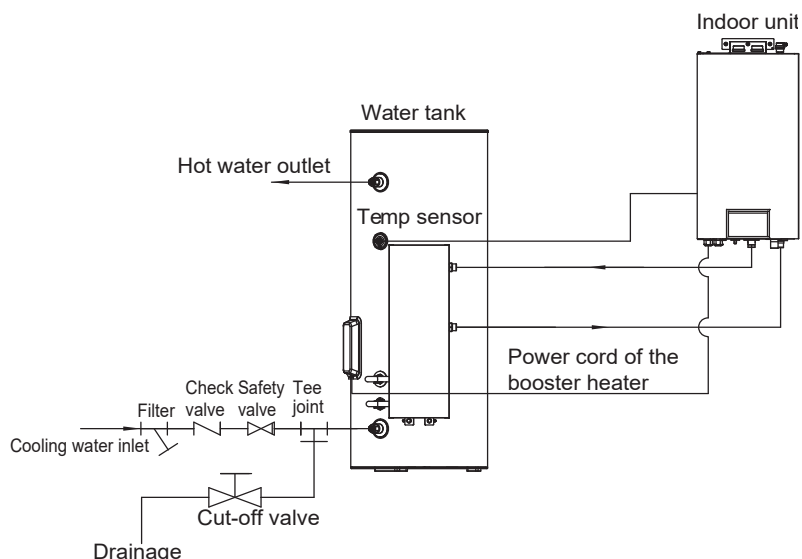 Indoor unit
Water tank
Hot water outlet
Temp sensor
Power cord of the
booster heater
Check Safety Tee
Filter valve valve joint
Cooling water inlet
Cut-off valve
Drainage